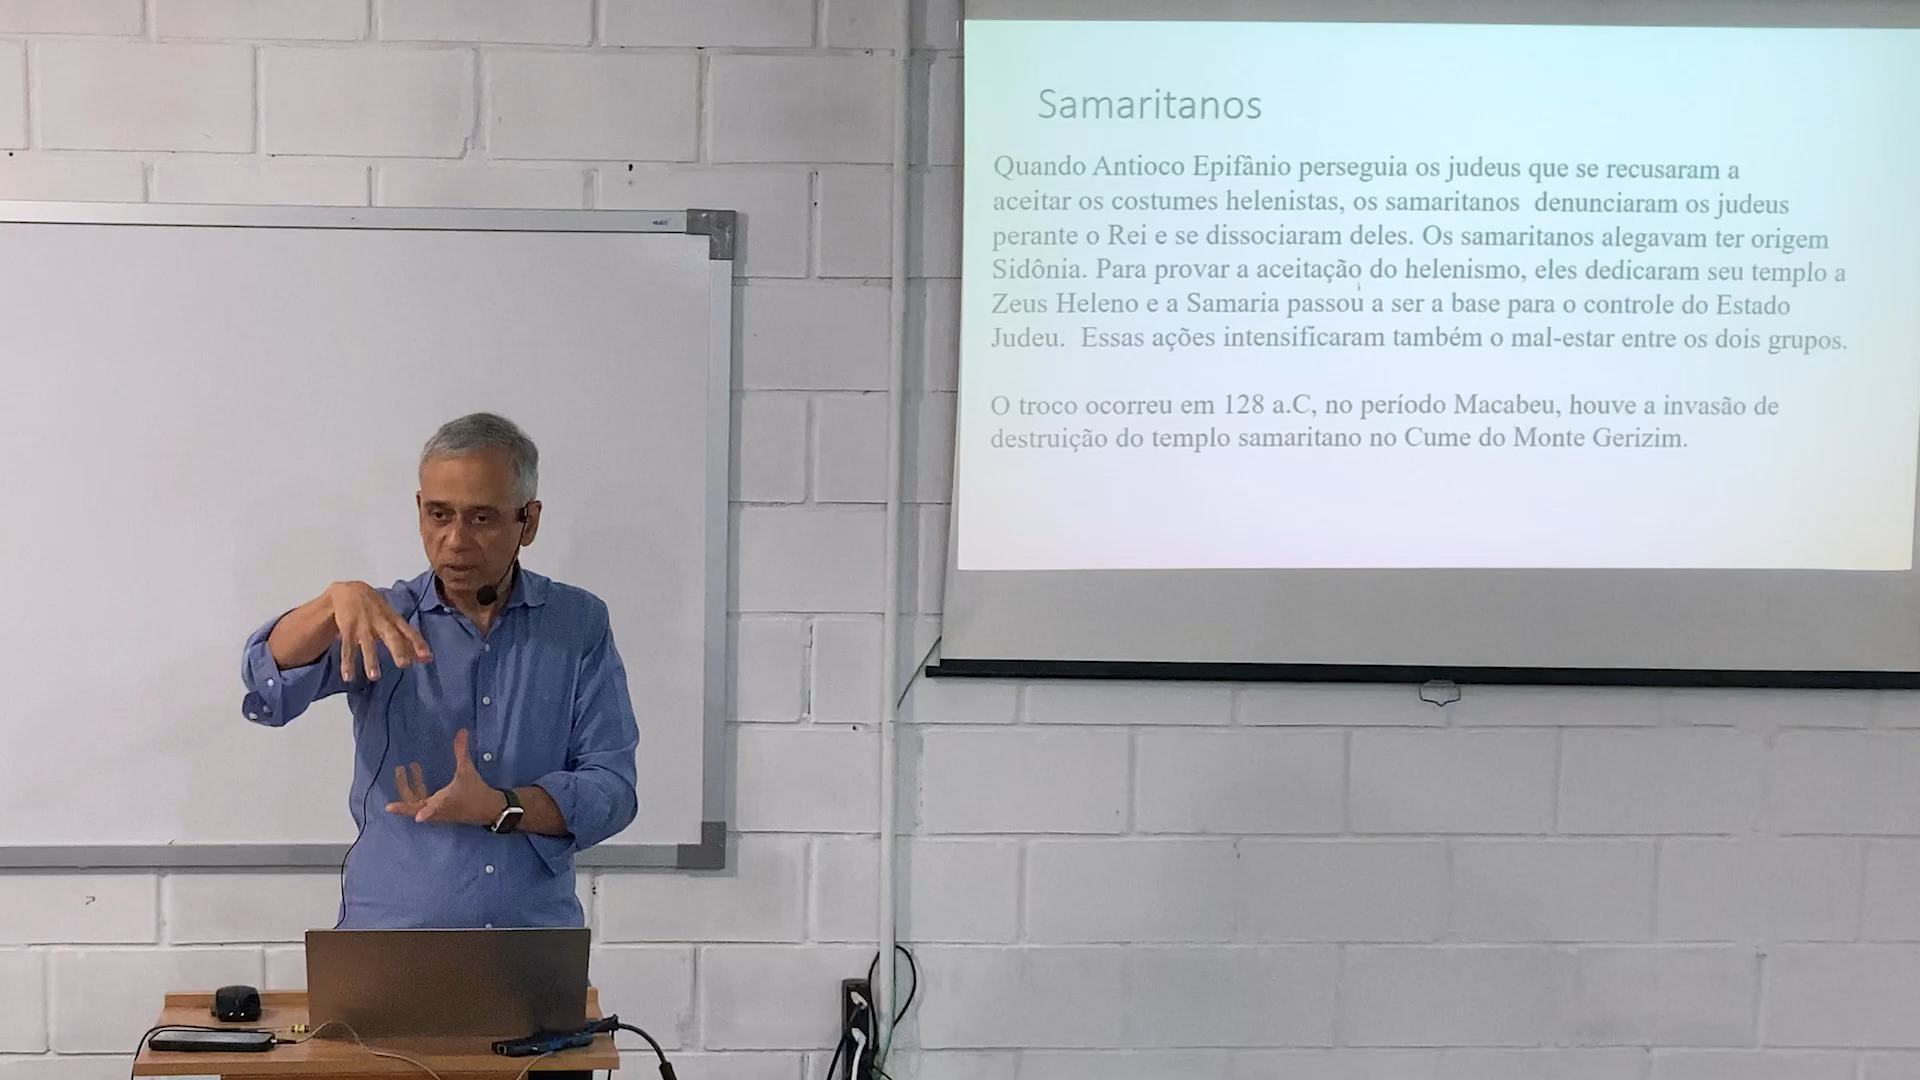 Samaritanos
Quando Antioco Epifânio perseguia os judeus que se recusaram a
aceitar os costumes helenistas, os samaritanos denunciaram os judeus
perante o Rei e se dissociaram deles. Os samaritanos alegavam ter origem
Sidônia. Para provar a aceitação do helenismo, eles dedicaram seu templo a
Zeus Heleno e a Samaria passou a ser a base para o controle do Estado
Judeu. Essas ações intensificaram também o mal-estar entre os dois grupos.
O troco ocorreu em 128 a.C, no período Macabeu, houve a invasão de
destruição do templo samaritano no Cume do Monte Gerizim.